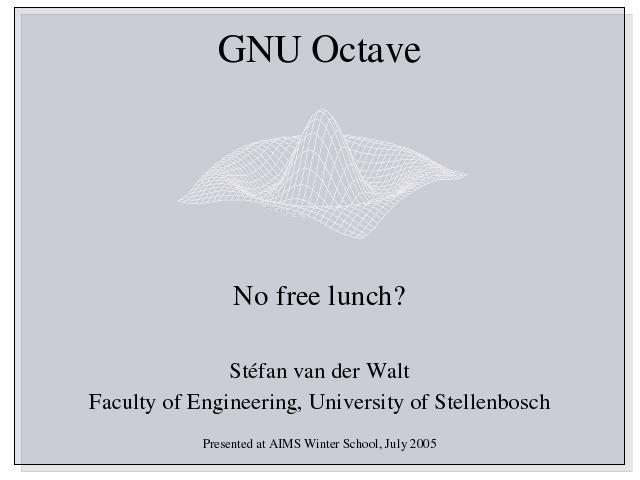 GNU Octave
No free lunch?
Stéfan van der Walt
Faculty of Engineering, University of Stellenbosch
Presented at AIMS Winter School, July 2005